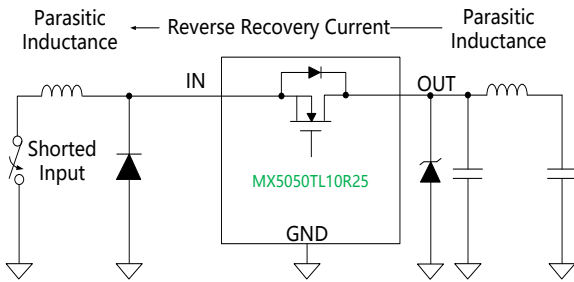 Parasitic
Inductance
Reverse Recovery Current
Parasitic
Inductance
IN
OUT
Shorted
Input
MX5050TL10R25
GND